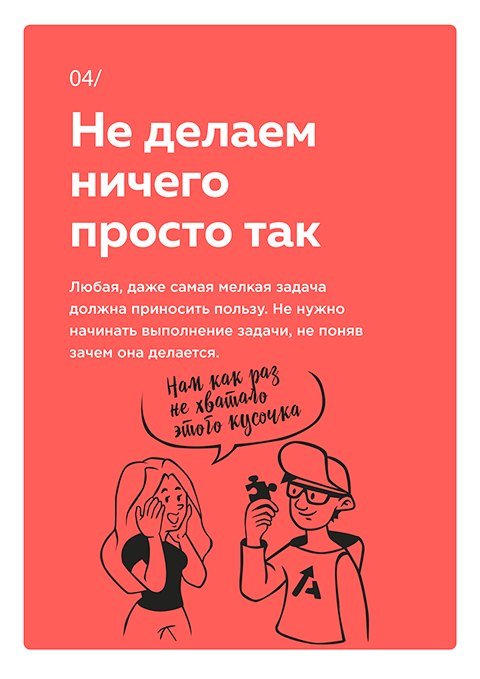 04/
Не делаем
ничего
просто так
Любая, даже самая мелкая задача
должна приносить пользу. Не нужно
начинать выполнение задачи, не поняв
зачем она делается.
Нам как раз
не хватало
этого кусочка